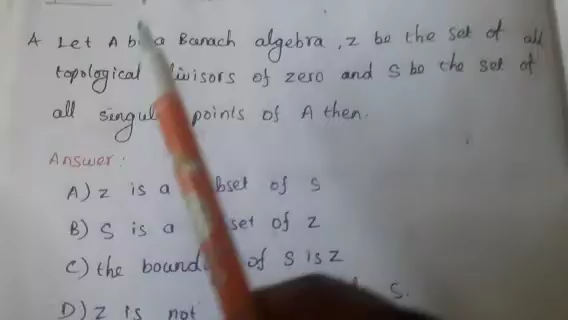 A Let A b a Banach algebra, z be the set of all
topological divisors of zero and S be the set of
all singul points of A then.
Answer:
A) z is a bset of S
B) S is a set of z
C) the bound of S is z
D) z is not S.